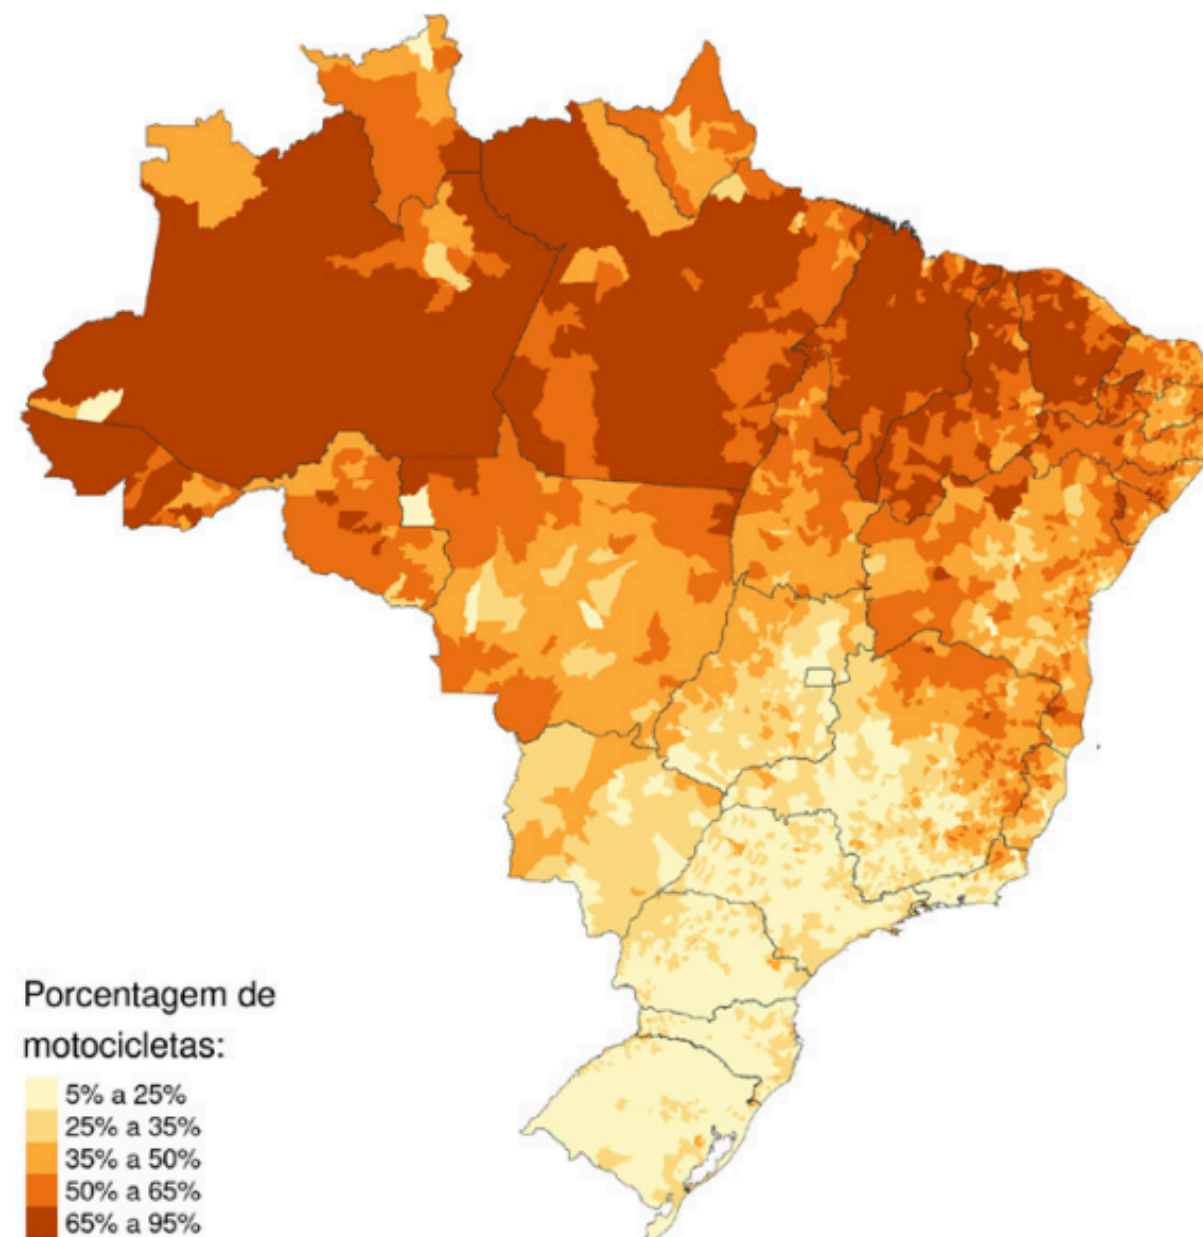 Porcentagem de
motocicletas:
5% a 25%
25% a 35%
35% a 50%
50% a 65%
65% a 95%